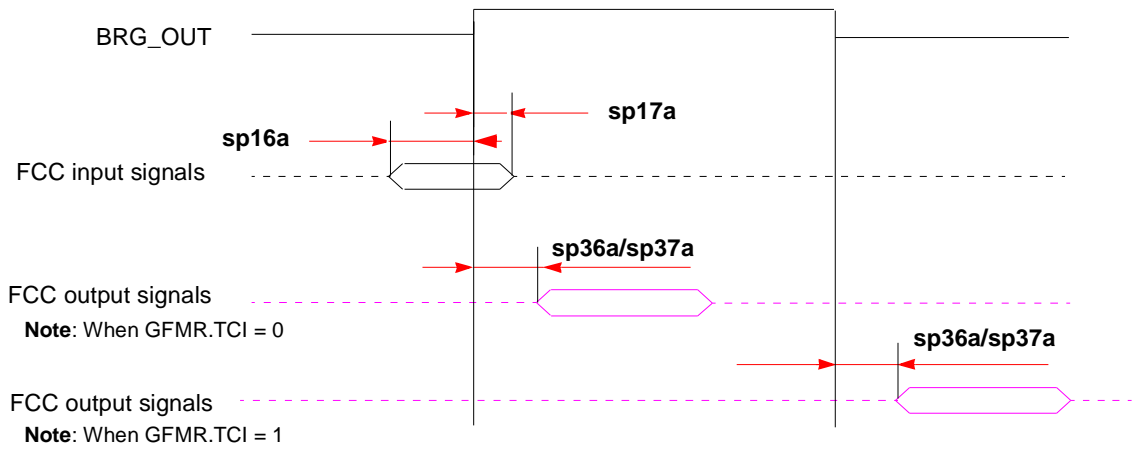 BRG_OUT
sp17a
sp16a
FCC input signals
sp36a/sp37a
FCC output signals
Note: When GFMR.TCI = 0
sp36a/sp37a
FCC output signals
Note: When GFMR.TCI = 1